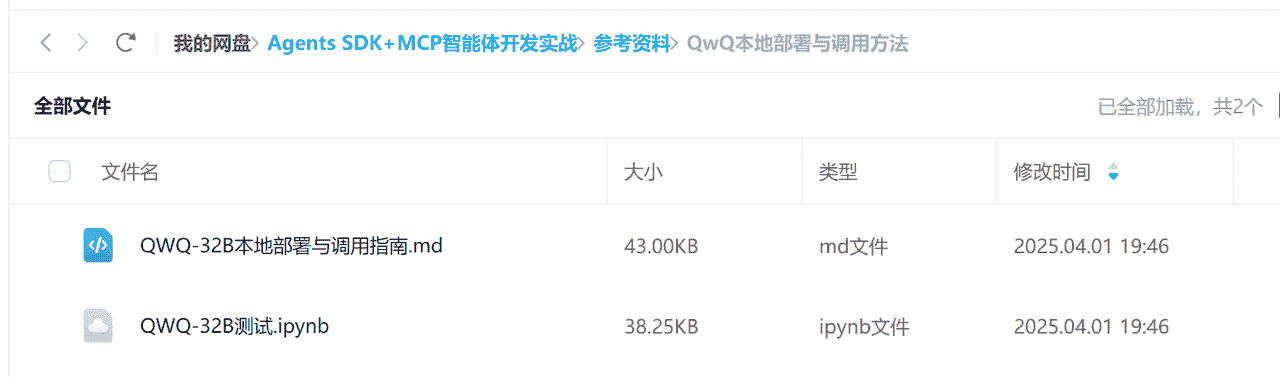 我的网盘> Agents SDK+MCP智能体开发实战> 参考资料> QwQ本地部署与调用方法
全部文件 已全部加载，共2个
文件名 大小 类型 修改时间
QWQ-32B本地部署与调用指南.md 43.00KB md文件 2025.04.01 19:46
QWQ-32B测试.ipynb 38.25KB ipynb文件 2025.04.01 19:46